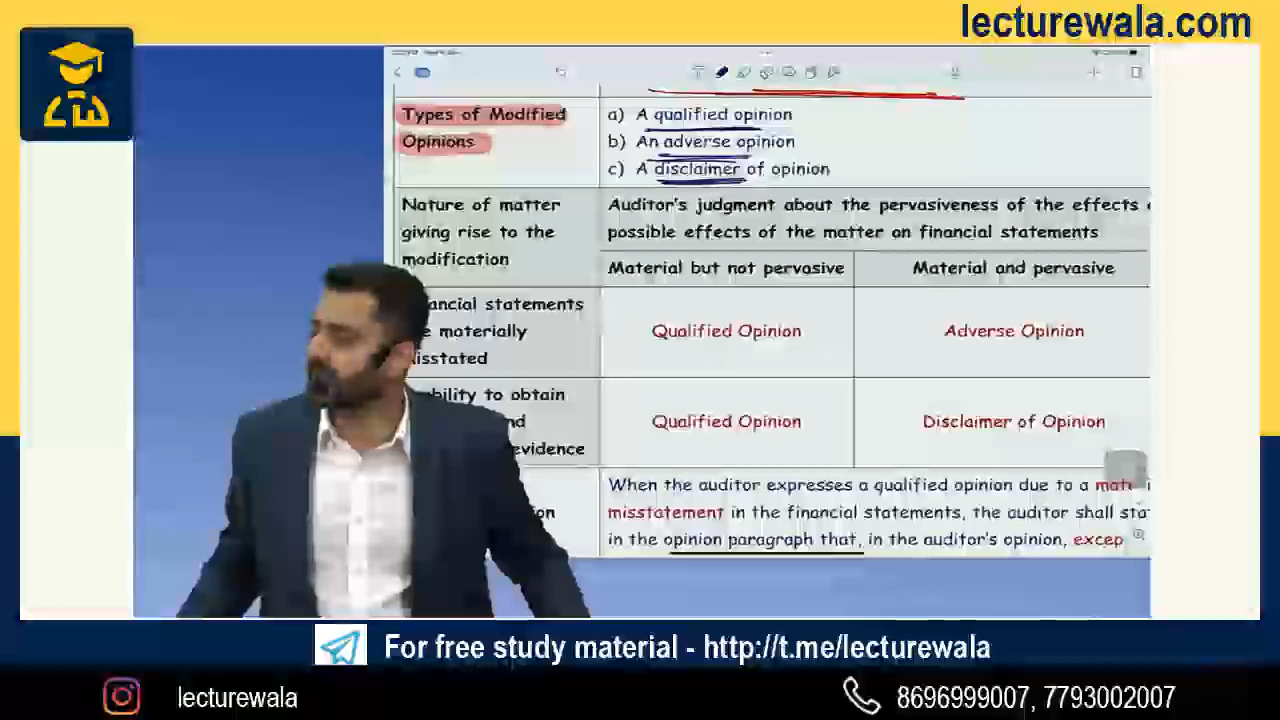 lecturewala.com
Types of Modified
Opinions
a) A qualified opinion
b) An adverse opinion
c) A disclaimer of opinion
Nature of matter
giving rise to the
modification
Auditor's judgment about the pervasiveness of the effects
possible effects of the matter on financial statements
Material but not pervasive
Material and pervasive
ancial statements
e materially
isstated
Qualified Opinion
Adverse Opinion
bility to obtain
nd
evidence
Qualified Opinion
Disclaimer of Opinion
on
When the auditor expresses a qualified opinion due to a mat
misstatement in the financial statements, the auditor shall sta
in the opinion paragraph that, in the auditor's opinion, excep
For free study material - http://t.me/lecturewala
lecturewala
8696999007, 7793002007